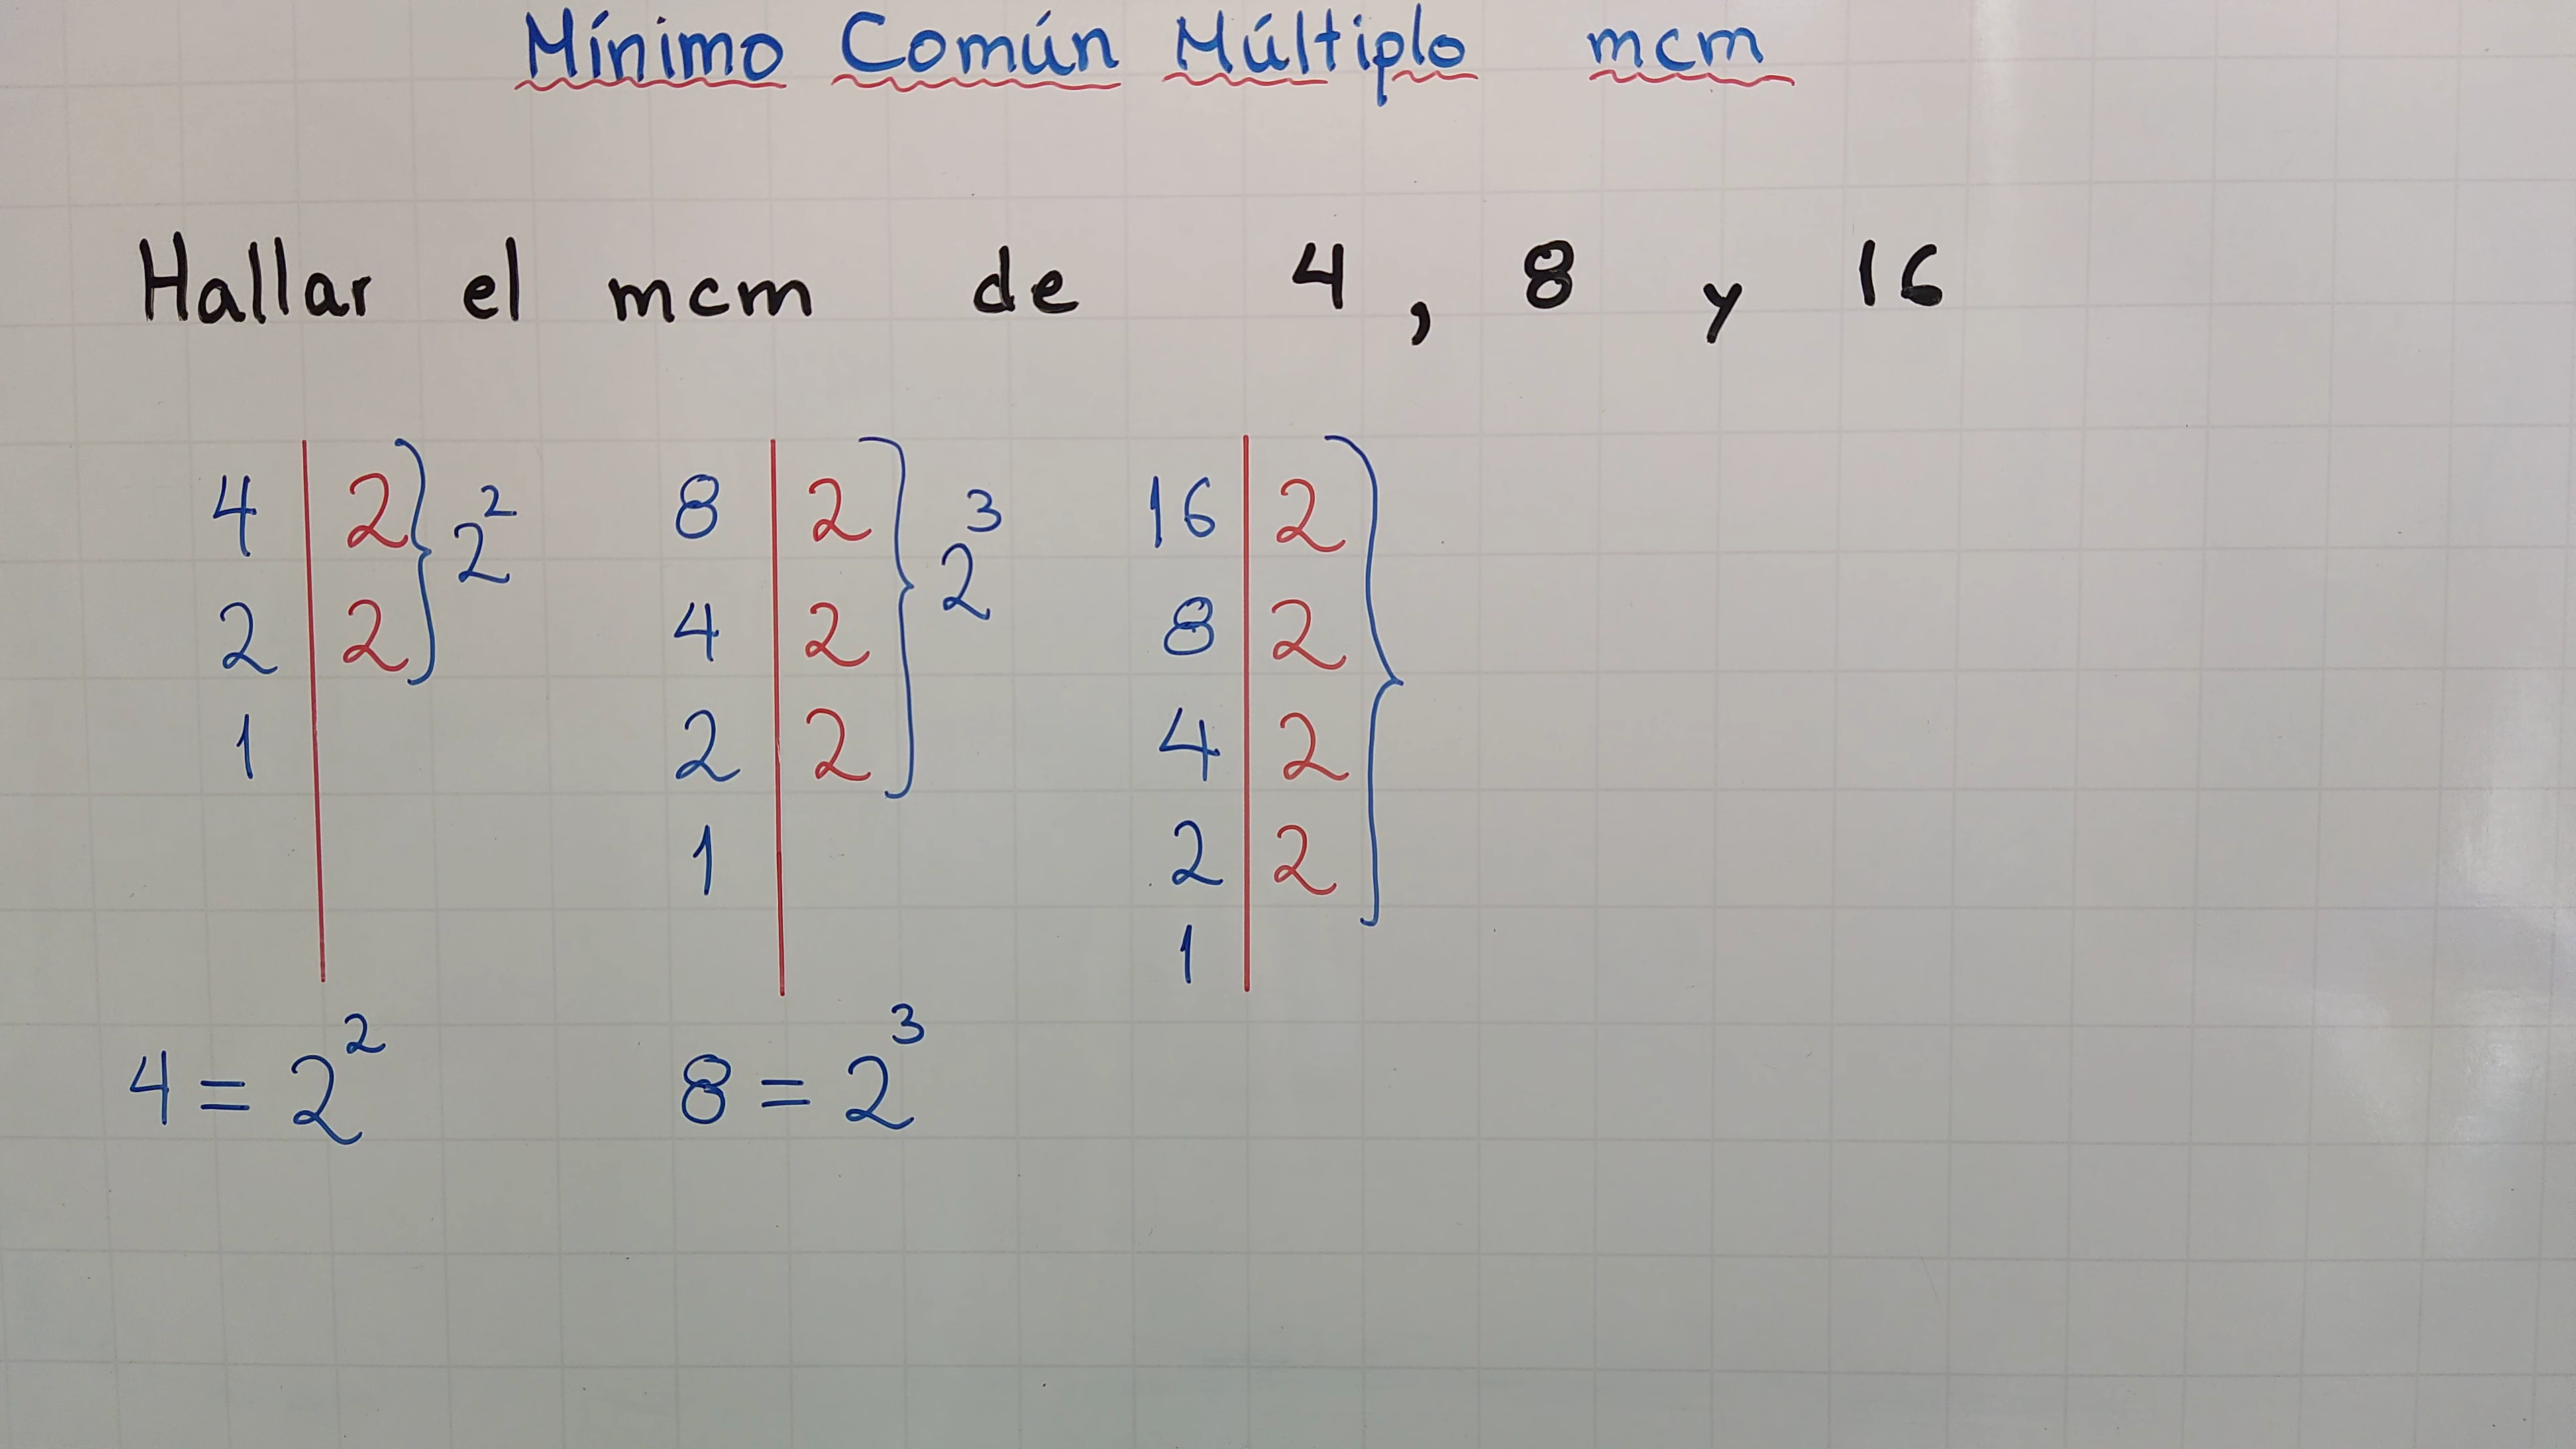 Mínimo Común Múltiplo mcm
Hallar el mcm de 4, 8 y 16
4 | 2 } 2²
2 | 2
1
8 | 2 } 2³
4 | 2
2 | 2
1
16 | 2 }
8 | 2
4 | 2
2 | 2
1
4 = 2²
8 = 2³